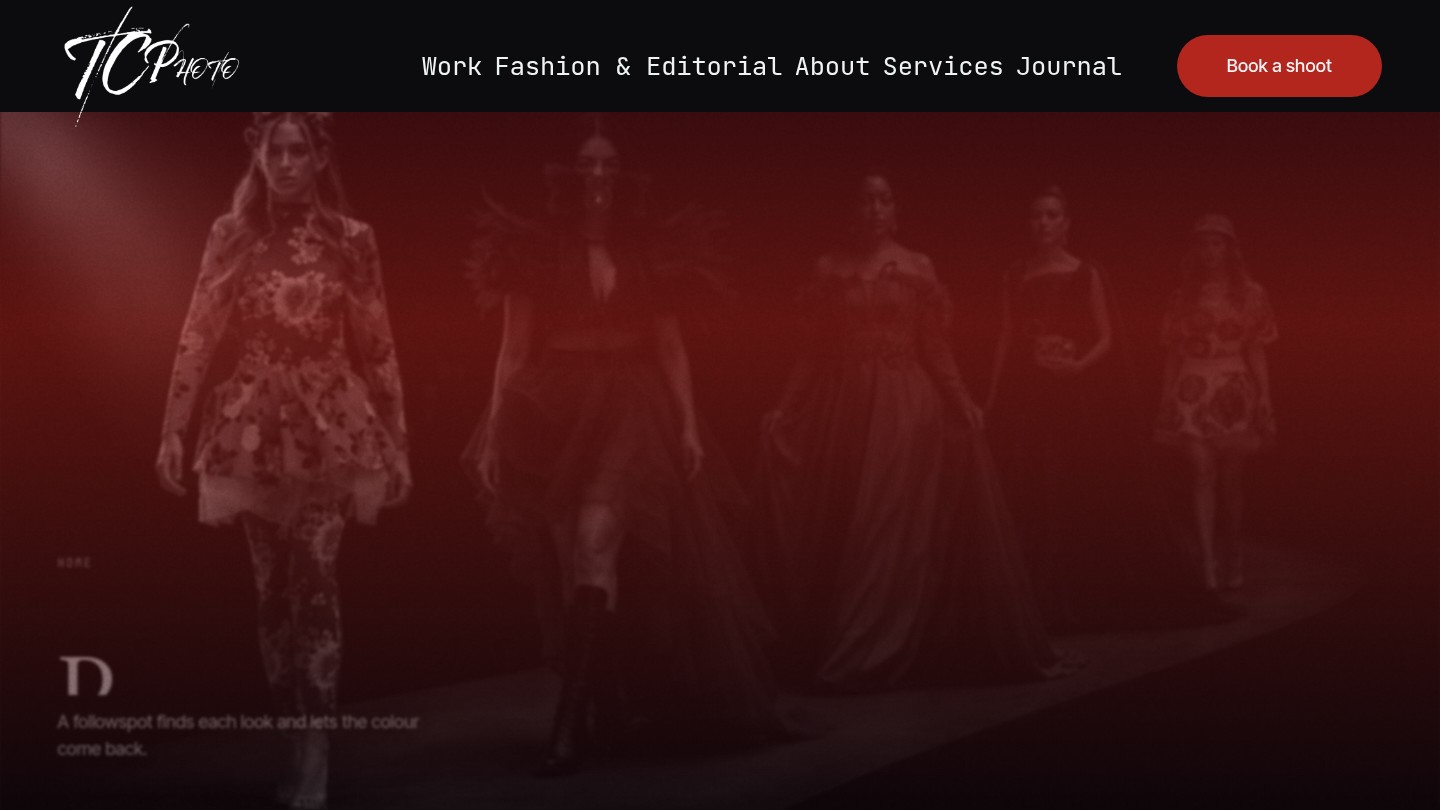 TCPHOTO
Work Fashion & Editorial About Services Journal
Book a shoot
HOME
D
A followspot finds each look and lets the colour
come back.